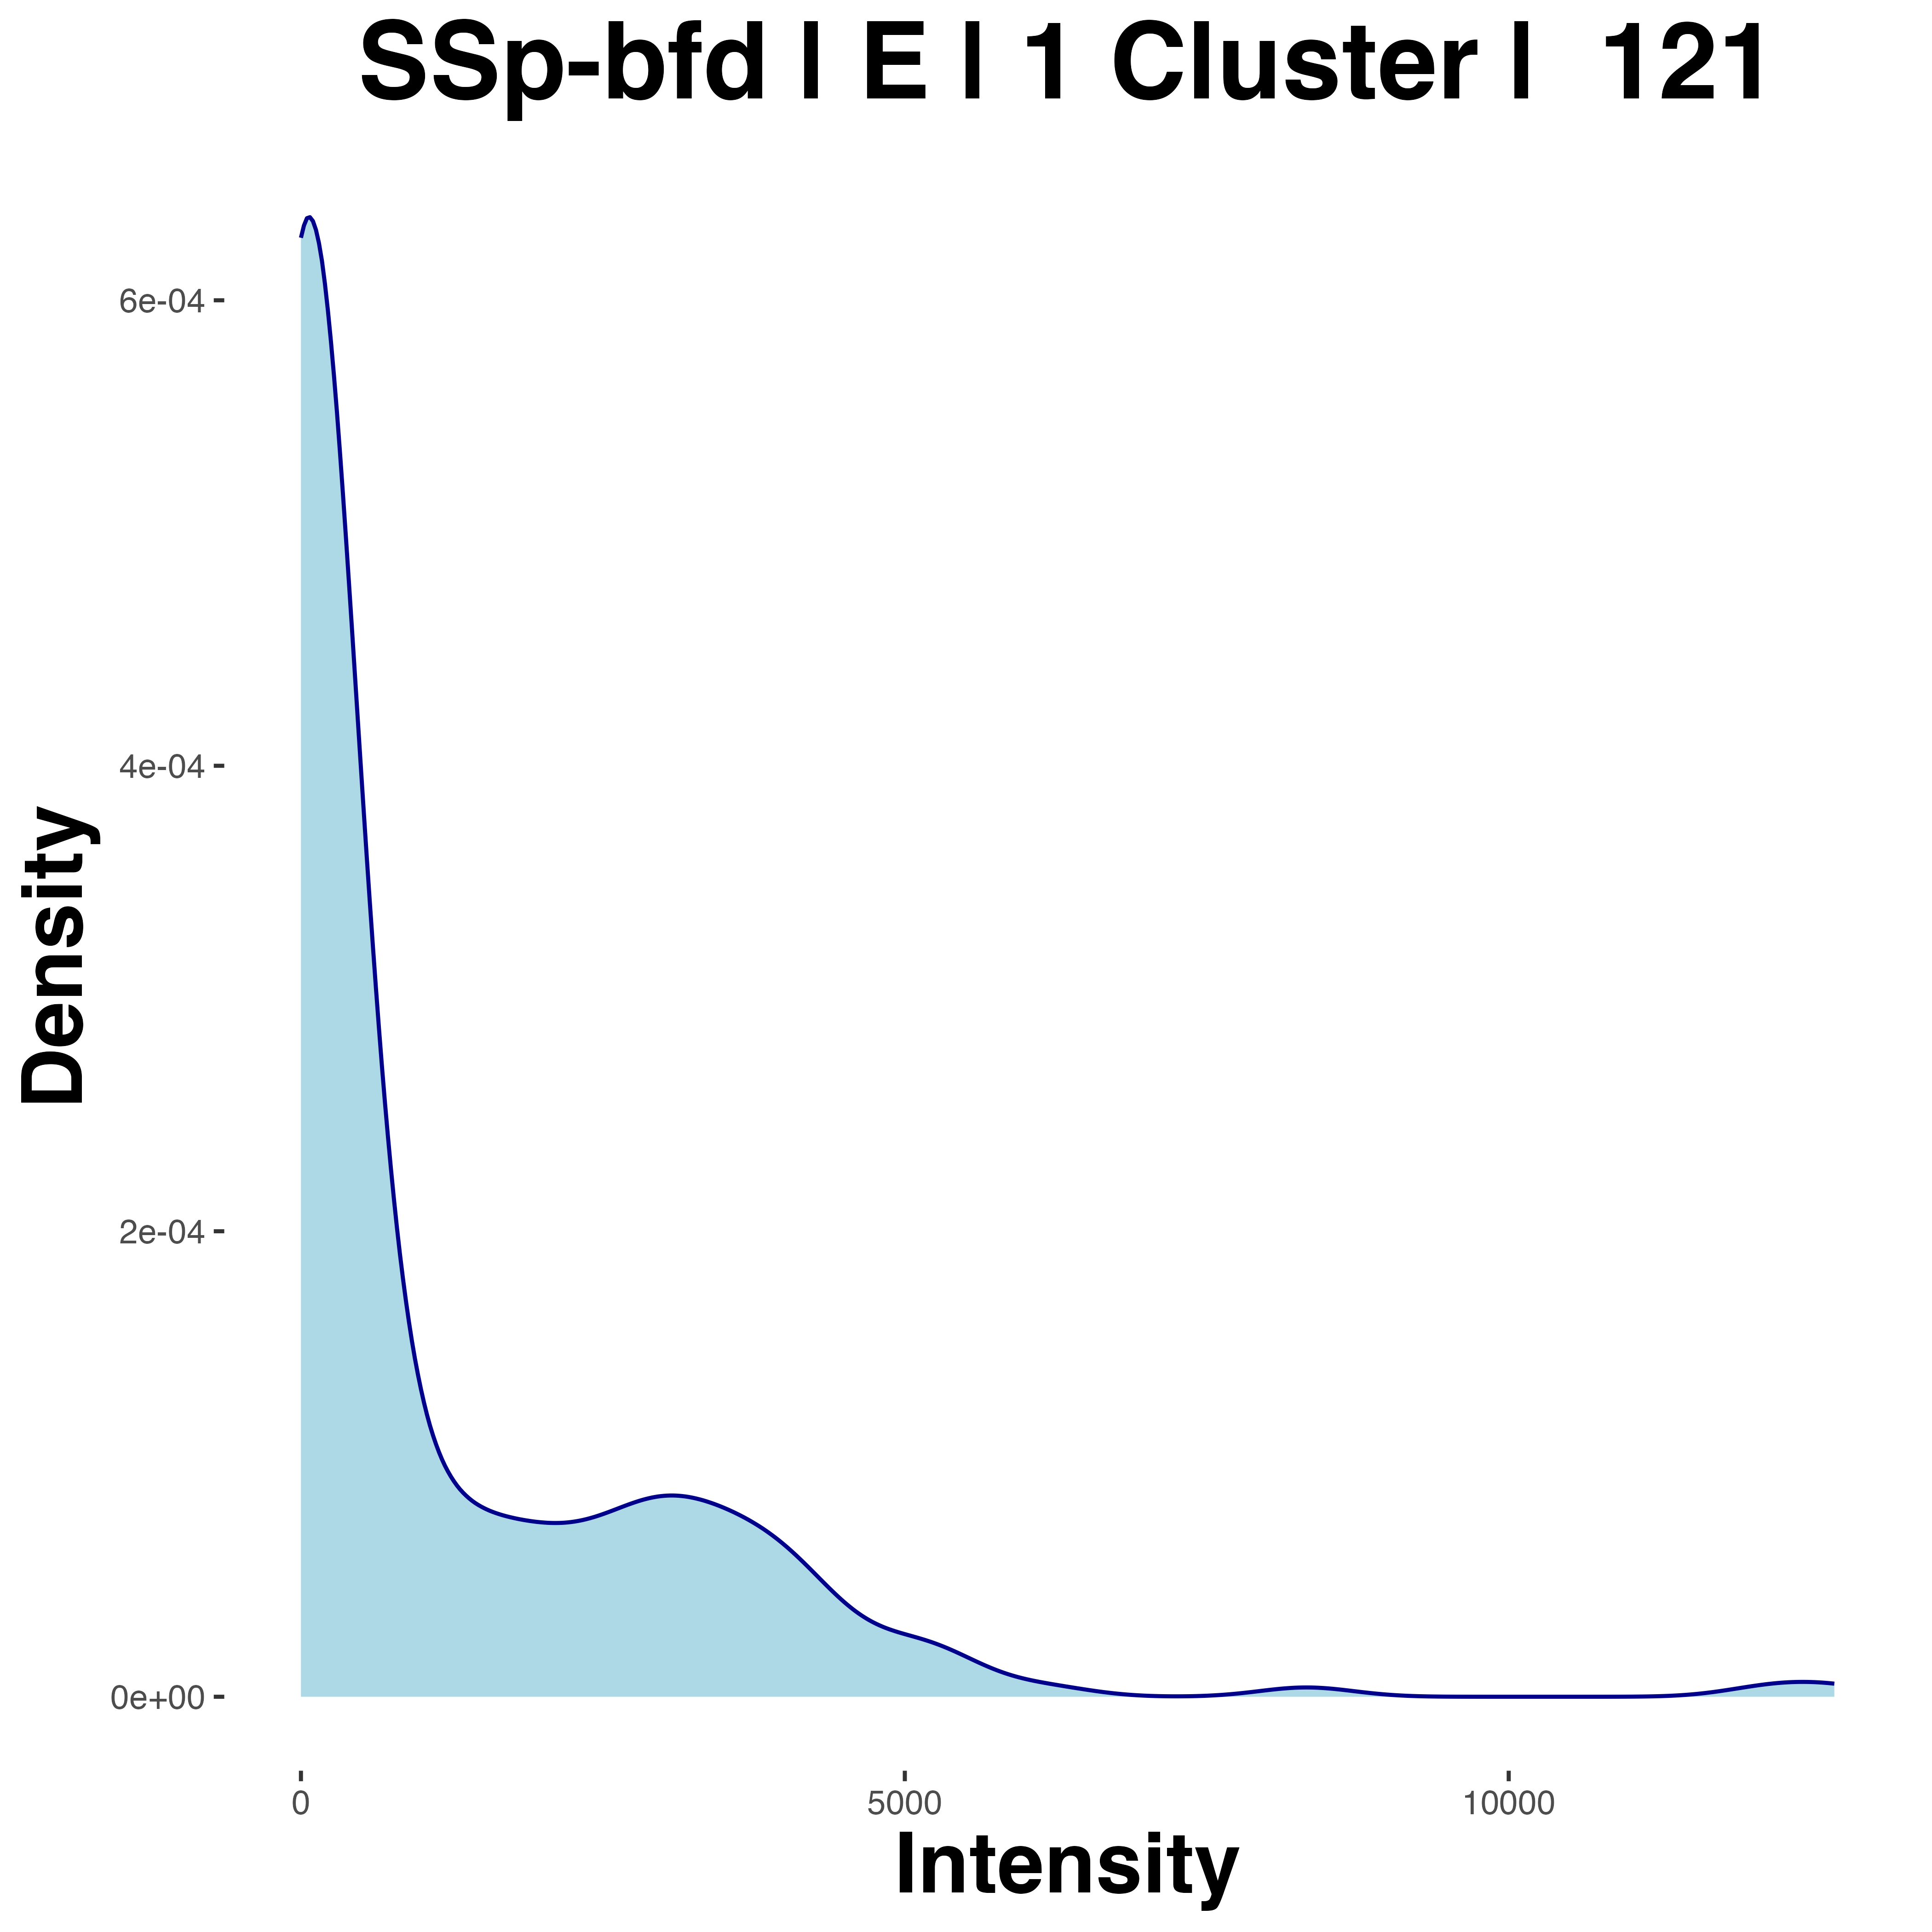 SSp-bfd | E | 1 Cluster | 121
6e-04
4e-04
2e-04
0e+00
Density
0
5000
10000
Intensity